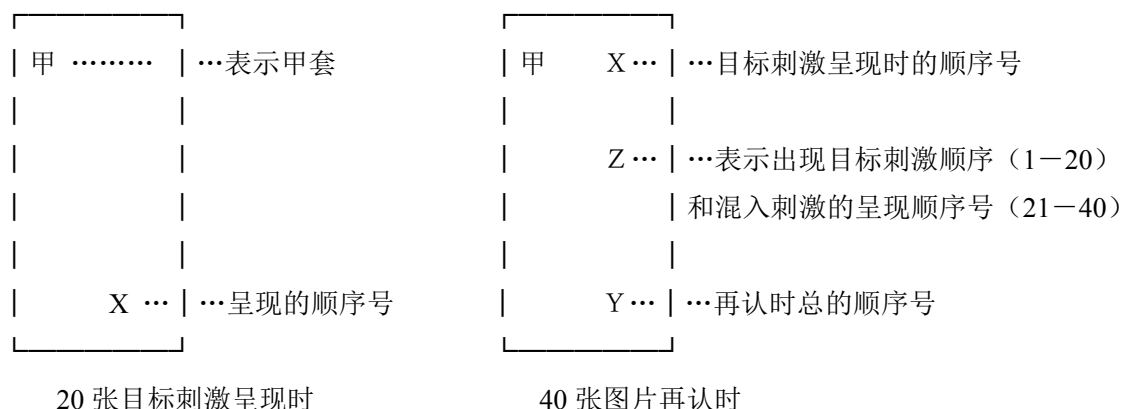 甲 ……… …表示甲套 甲 X… …目标刺激呈现时的顺序号
Z… …表示出现目标刺激顺序（1－20）
和混入刺激的呈现顺序号（21－40）
X … …呈现的顺序号 Y… …再认时总的顺序号
20 张目标刺激呈现时 40 张图片再认时